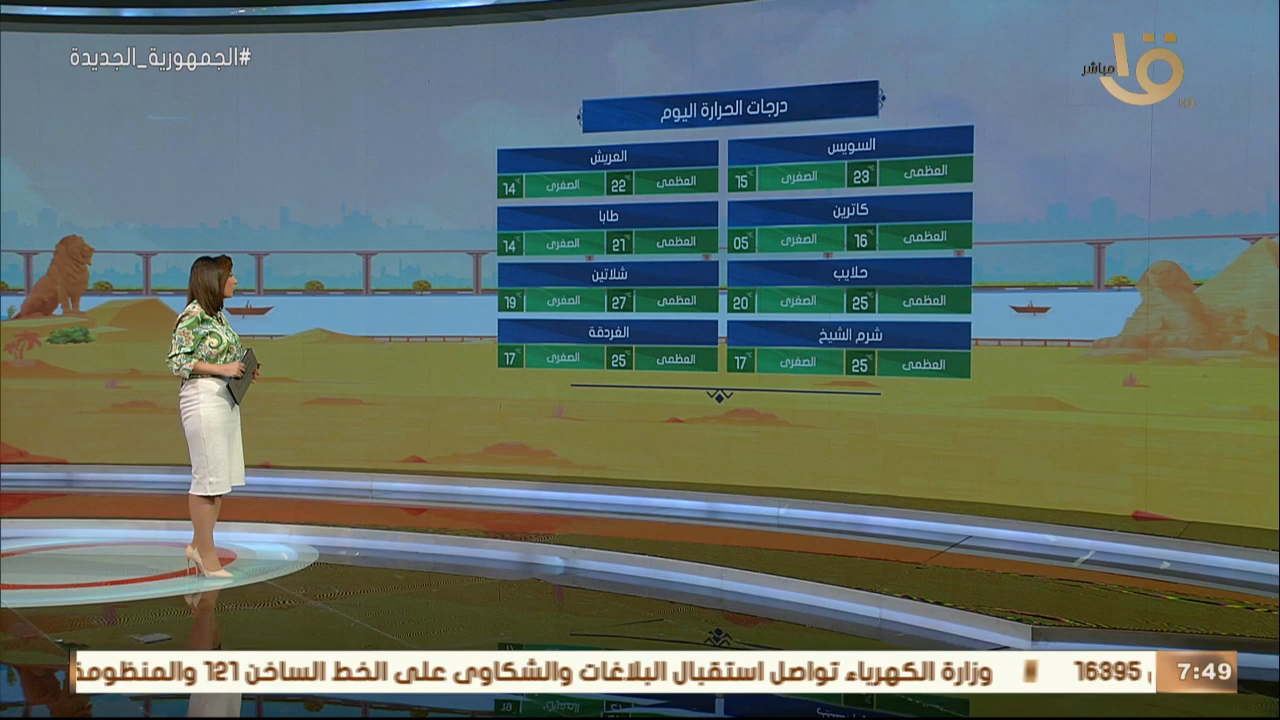 #الجمهورية_الجديدة
مباشر
HD
درجات الحرارة اليوم
السويس
العظمى 23 الصغرى 15
العريش
العظمى 22 الصغرى 14
كاترين
العظمى 16 الصغرى 05
طابا
العظمى 21 الصغرى 14
حلايب
العظمى 25 الصغرى 20
شلاتين
العظمى 27 الصغرى 19
شرم الشيخ
العظمى 25 الصغرى 17
الغردقة
العظمى 25 الصغرى 17
7:49
16395 وزارة الكهرباء تواصل استقبال البلاغات والشكاوى على الخط الساخن 121 والمنظومة